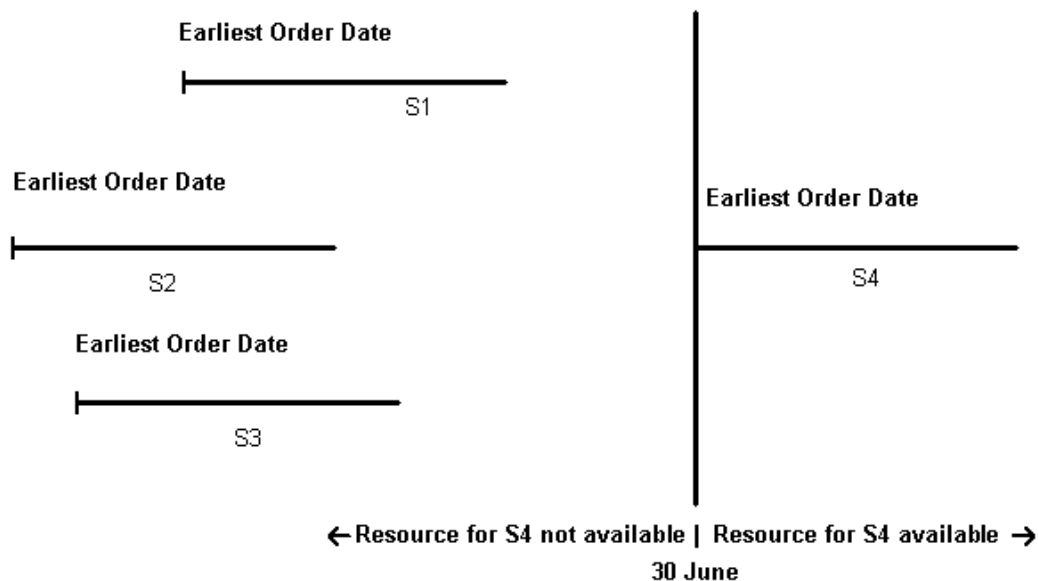 Earliest Order Date
S1
Earliest Order Date
Earliest Order Date
S2
S4
Earliest Order Date
S3
←Resource for S4 not available | Resource for S4 available →
30 June